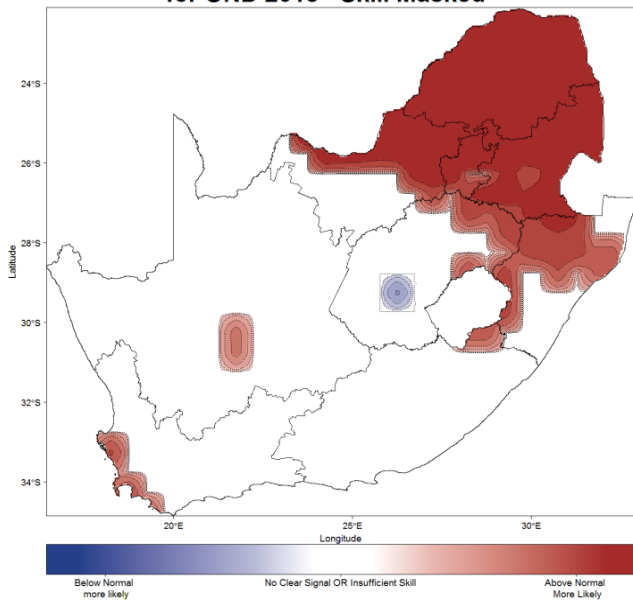 24°S
26°S
28°S
30°S
32°S
34°S
Latitude
20°E
25°E
30°E
Longitude
Below Normal
more likely
No Clear Signal OR Insufficient Skill
Above Normal
More Likely